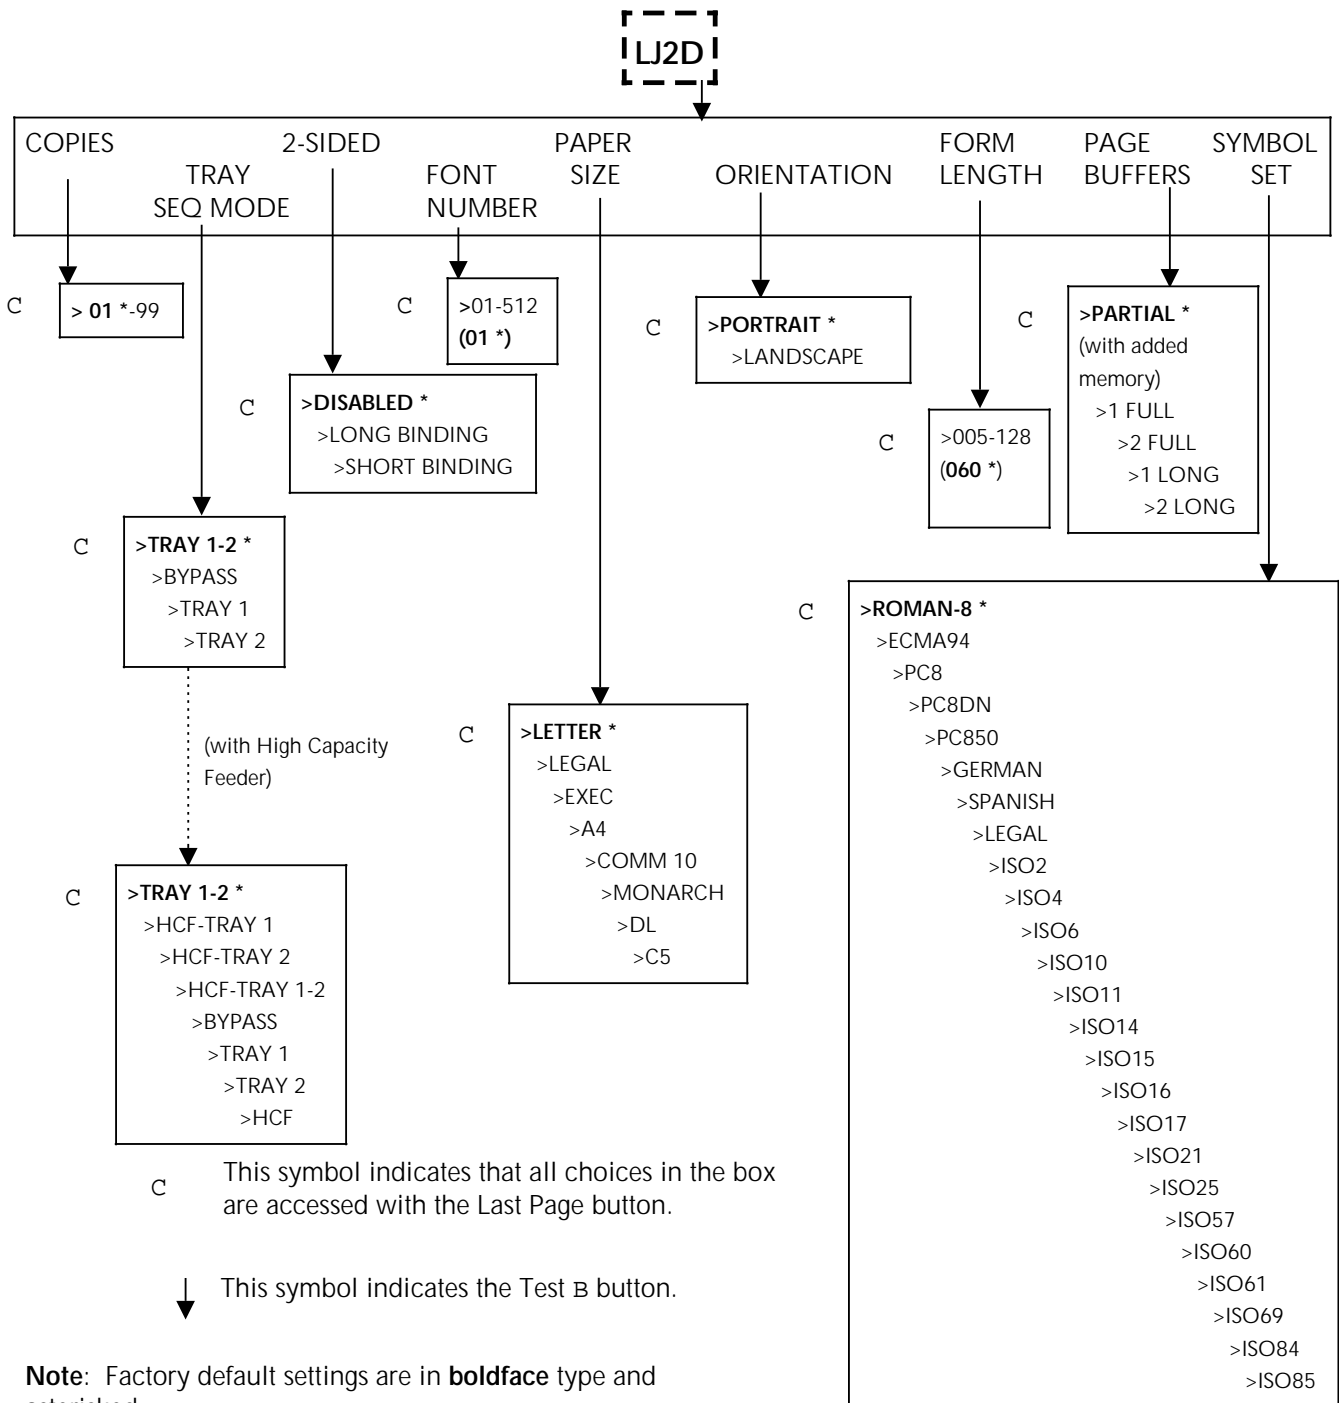 LJ2D
COPIES
2-SIDED
PAPER
SIZE
FORM
LENGTH
PAGE
BUFFERS
SYMBOL
SET
TRAY
SEQ MODE
FONT
NUMBER
ORIENTATION
C
> 01 *-99
C
>DISABLED *
>LONG BINDING
>SHORT BINDING
C
>01-512
(01 *)
C
>PORTRAIT *
>LANDSCAPE
C
>005-128
(060 *)
C
>PARTIAL *
(with added
memory)
>1 FULL
>2 FULL
>1 LONG
>2 LONG
C
>TRAY 1-2 *
>BYPASS
>TRAY 1
>TRAY 2
(with High Capacity
Feeder)
C
>TRAY 1-2 *
>HCF-TRAY 1
>HCF-TRAY 2
>HCF-TRAY 1-2
>BYPASS
>TRAY 1
>TRAY 2
>HCF
C
>LETTER *
>LEGAL
>EXEC
>A4
>COMM 10
>MONARCH
>DL
>C5
C
>ROMAN-8 *
>ECMA94
>PC8
>PC8DN
>PC850
>GERMAN
>SPANISH
>LEGAL
>ISO2
>ISO4
>ISO6
>ISO10
>ISO11
>ISO14
>ISO15
>ISO16
>ISO17
>ISO21
>ISO25
>ISO57
>ISO60
>ISO61
>ISO69
>ISO84
>ISO85
C
This symbol indicates that all choices in the box
are accessed with the Last Page button.
This symbol indicates the Test B button.
Note: Factory default settings are in boldface type and